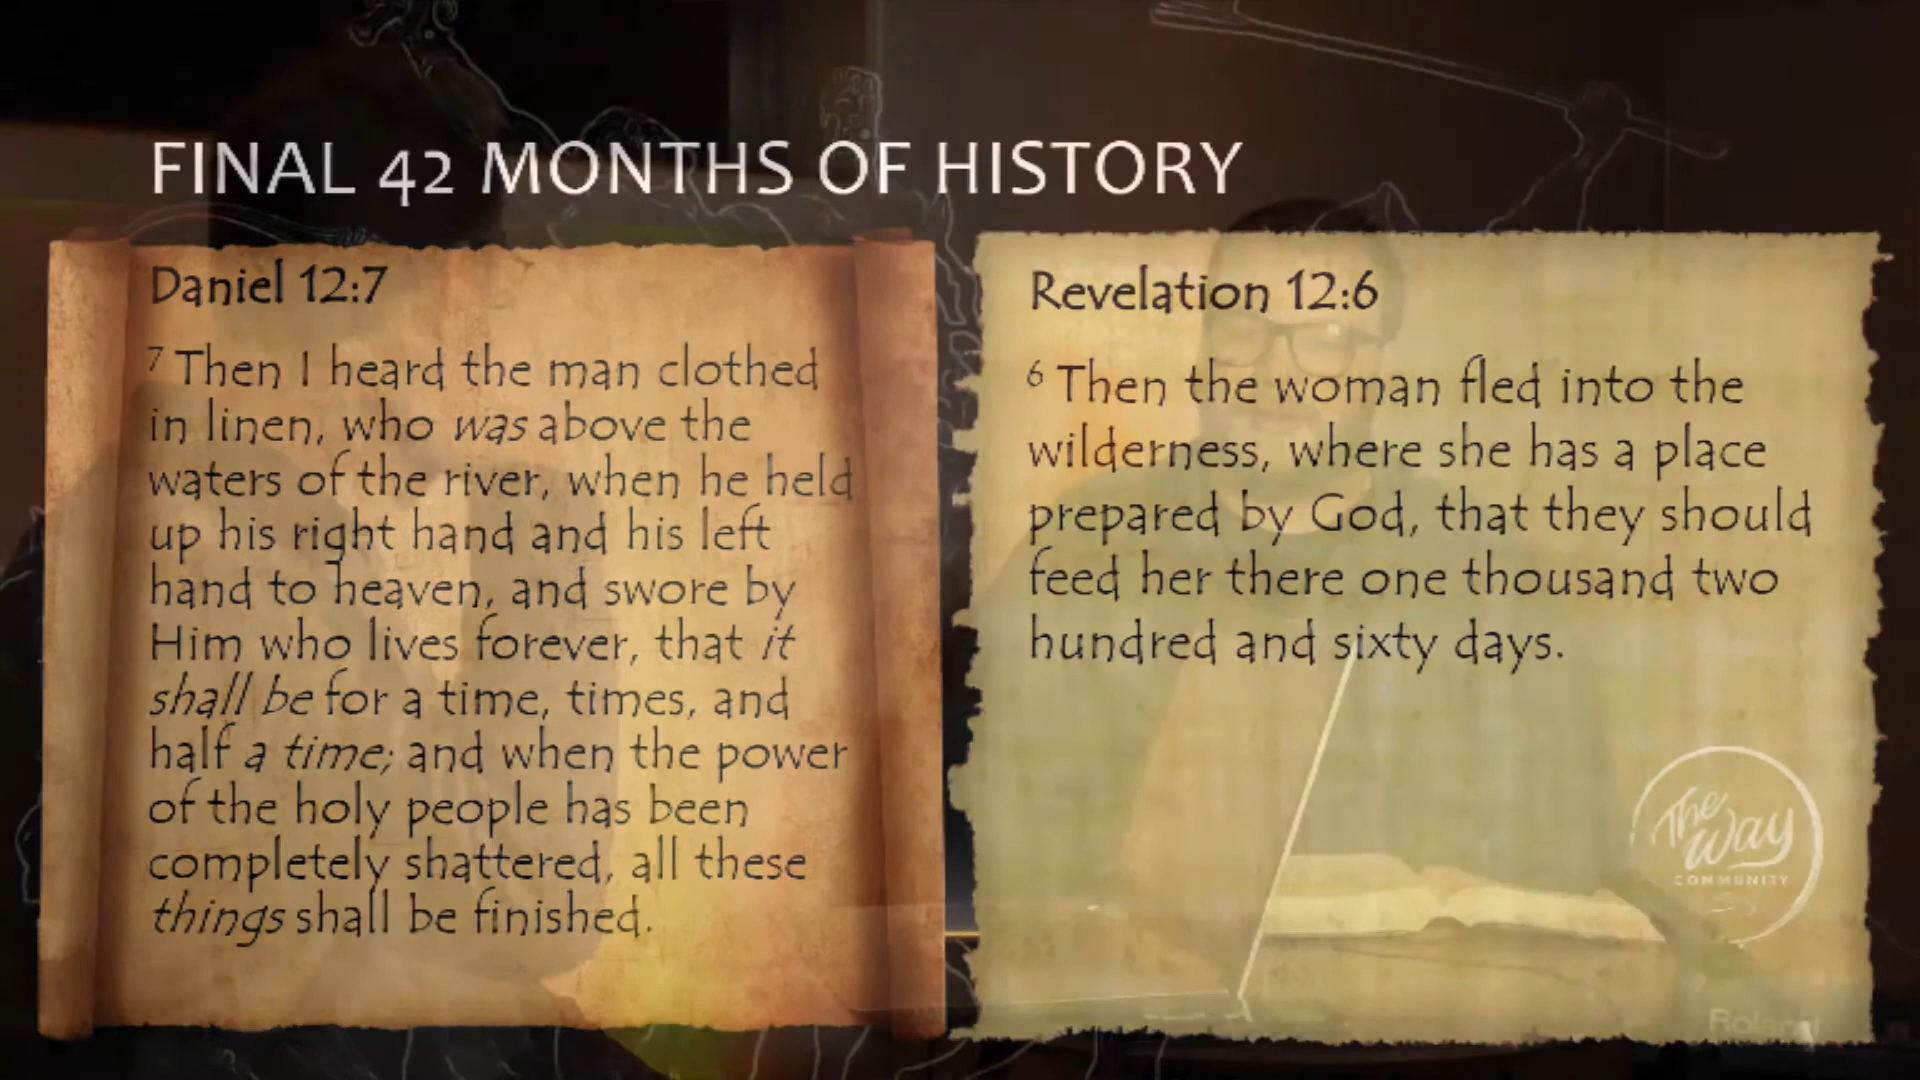 FINAL 42 MONTHS OF HISTORY
Daniel 12:7
7 Then I heard the man clothed
in linen, who was above the
waters of the river, when he held
up his right hand and his left
hand to heaven, and swore by
Him who lives forever, that it
shall be for a time, times, and
half a time; and when the power
of the holy people has been
completely shattered, all these
things shall be finished.
Revelation 12:6
6 Then the woman fled into the
wilderness, where she has a place
prepared by God, that they should
feed her there one thousand two
hundred and sixty days.
The
Way
COMMUNITY
Roland